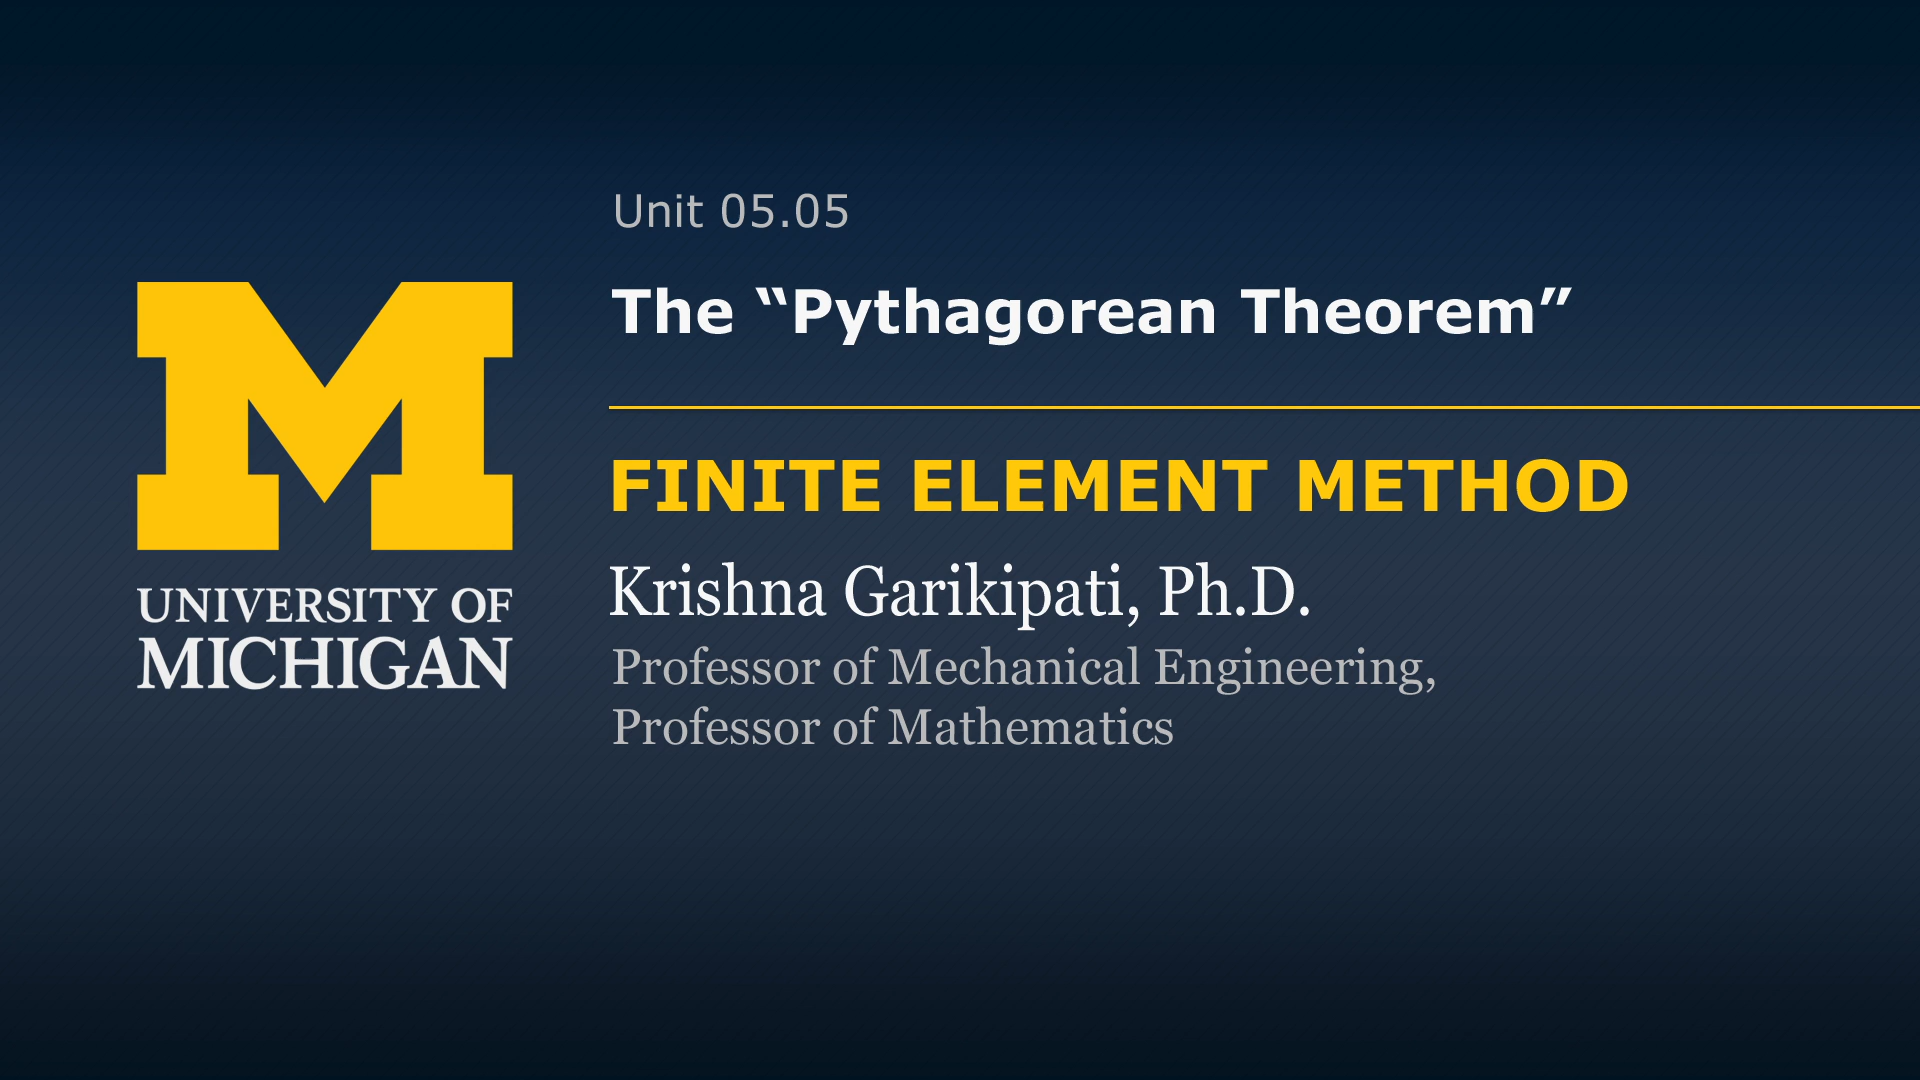 Unit 05.05
The “Pythagorean Theorem”
FINITE ELEMENT METHOD
Krishna Garikipati, Ph.D.
Professor of Mechanical Engineering,
Professor of Mathematics
M
UNIVERSITY OF
MICHIGAN